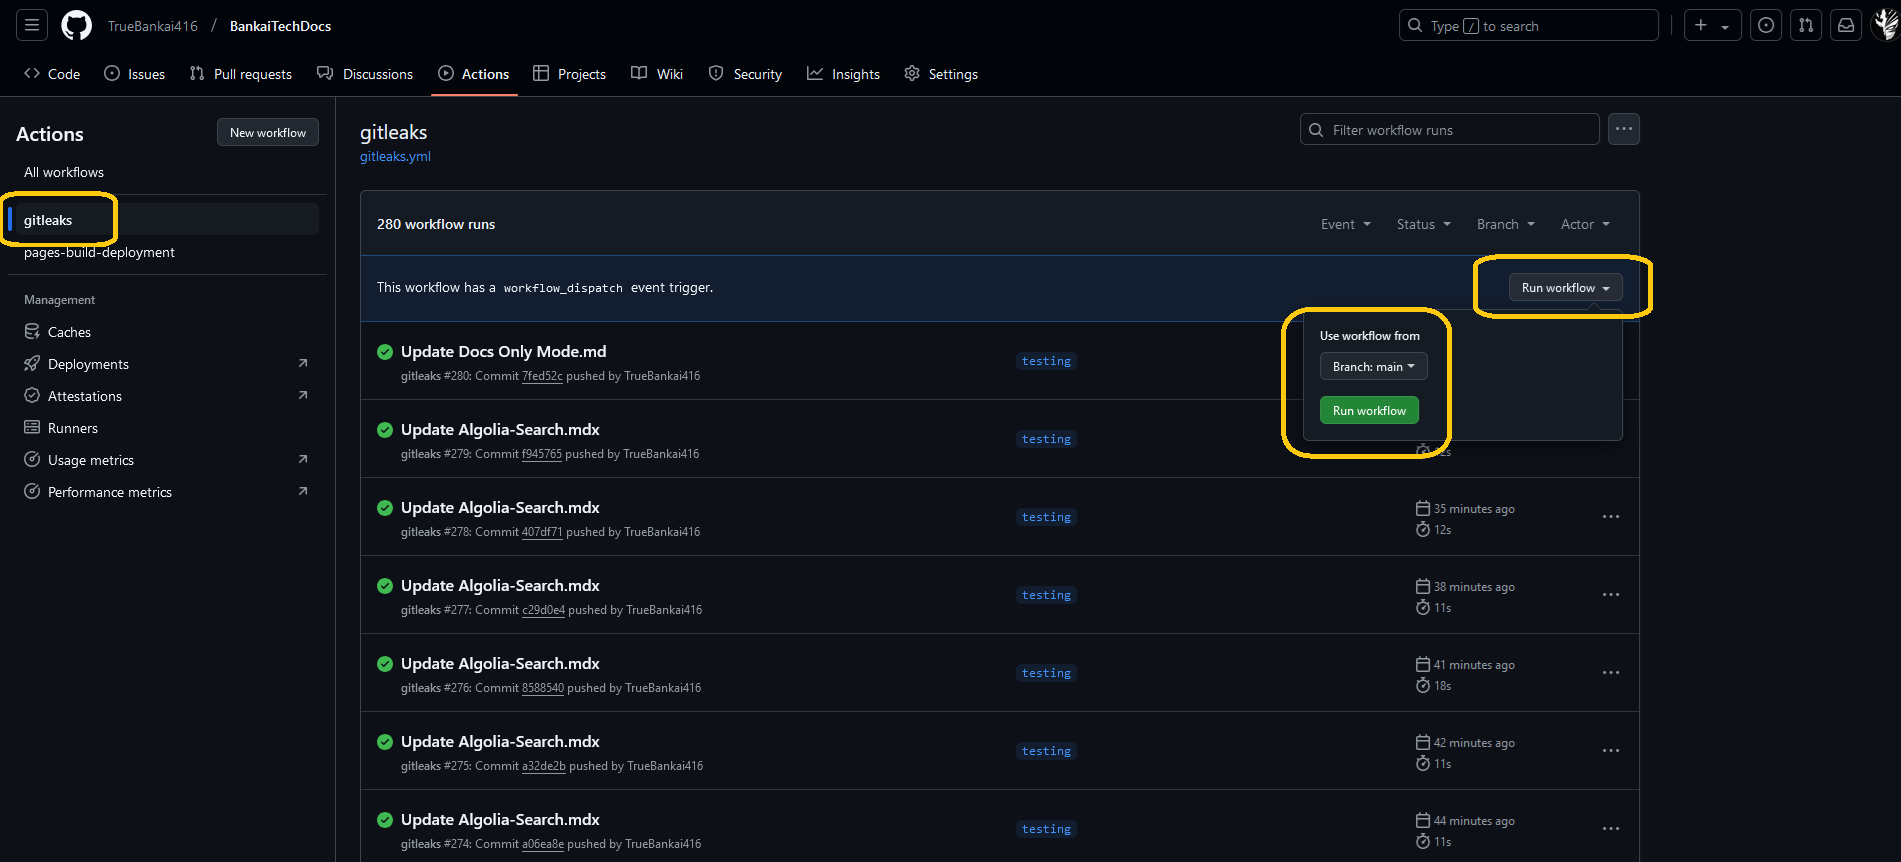 TrueBankai416 / BankaiTechDocs
Type / to search
Code Issues Pull requests Discussions Actions Projects Wiki Security Insights Settings
Actions
New workflow
All workflows
gitleaks
pages-build-deployment
Management
Caches
Deployments
Attestations
Runners
Usage metrics
Performance metrics
gitleaks
gitleaks.yml
Filter workflow runs
280 workflow runs
Event Status Branch Actor
This workflow has a workflow_dispatch event trigger.
Run workflow
Use workflow from
Branch: main
Run workflow
Update Docs Only Mode.md
gitleaks #280: Commit 7fed52c pushed by TrueBankai416
testing
Update Algolia-Search.mdx
gitleaks #279: Commit f945765 pushed by TrueBankai416
testing
Update Algolia-Search.mdx
gitleaks #278: Commit 407df71 pushed by TrueBankai416
testing
35 minutes ago
12s
Update Algolia-Search.mdx
gitleaks #277: Commit c29d0e4 pushed by TrueBankai416
testing
38 minutes ago
11s
Update Algolia-Search.mdx
gitleaks #276: Commit 8588540 pushed by TrueBankai416
testing
41 minutes ago
18s
Update Algolia-Search.mdx
gitleaks #275: Commit a32de2b pushed by TrueBankai416
testing
42 minutes ago
11s
Update Algolia-Search.mdx
gitleaks #274: Commit a06ea8e pushed by TrueBankai416
testing
44 minutes ago
11s